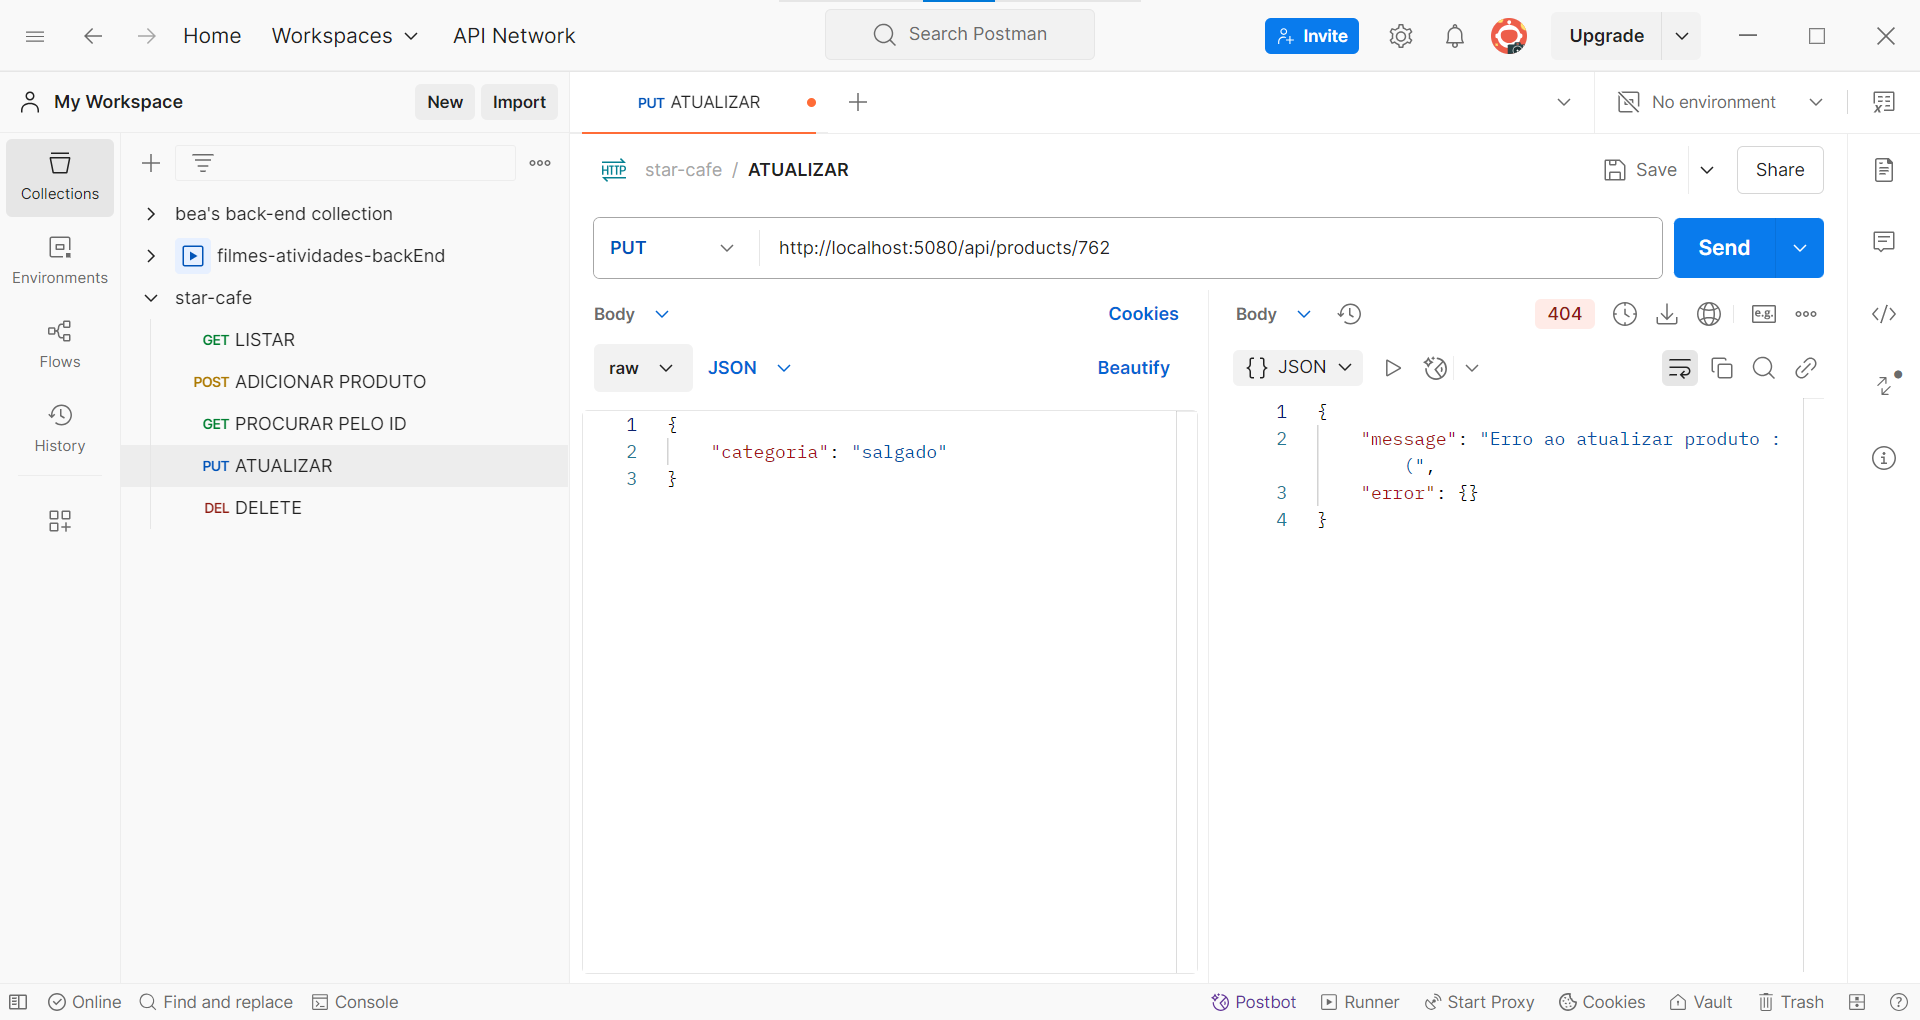 Home Workspaces API Network Search Postman Invite Upgrade
My Workspace New Import PUT ATUALIZAR No environment
Collections
Environments
Flows
History
bea's back-end collection
filmes-atividades-backEnd
star-cafe
GET LISTAR
POST ADICIONAR PRODUTO
GET PROCURAR PELO ID
PUT ATUALIZAR
DEL DELETE
HTTP star-cafe / ATUALIZAR Save Share
PUT http://localhost:5080/api/products/762 Send
Body Cookies
raw JSON Beautify
1 {
2 "categoria": "salgado"
3 }
Body 404 e.g.
{} JSON
1 {
2 "message": "Erro ao atualizar produto :
(",
3 "error": {}
4 }
Online Find and replace Console Postbot Runner Start Proxy Cookies Vault Trash